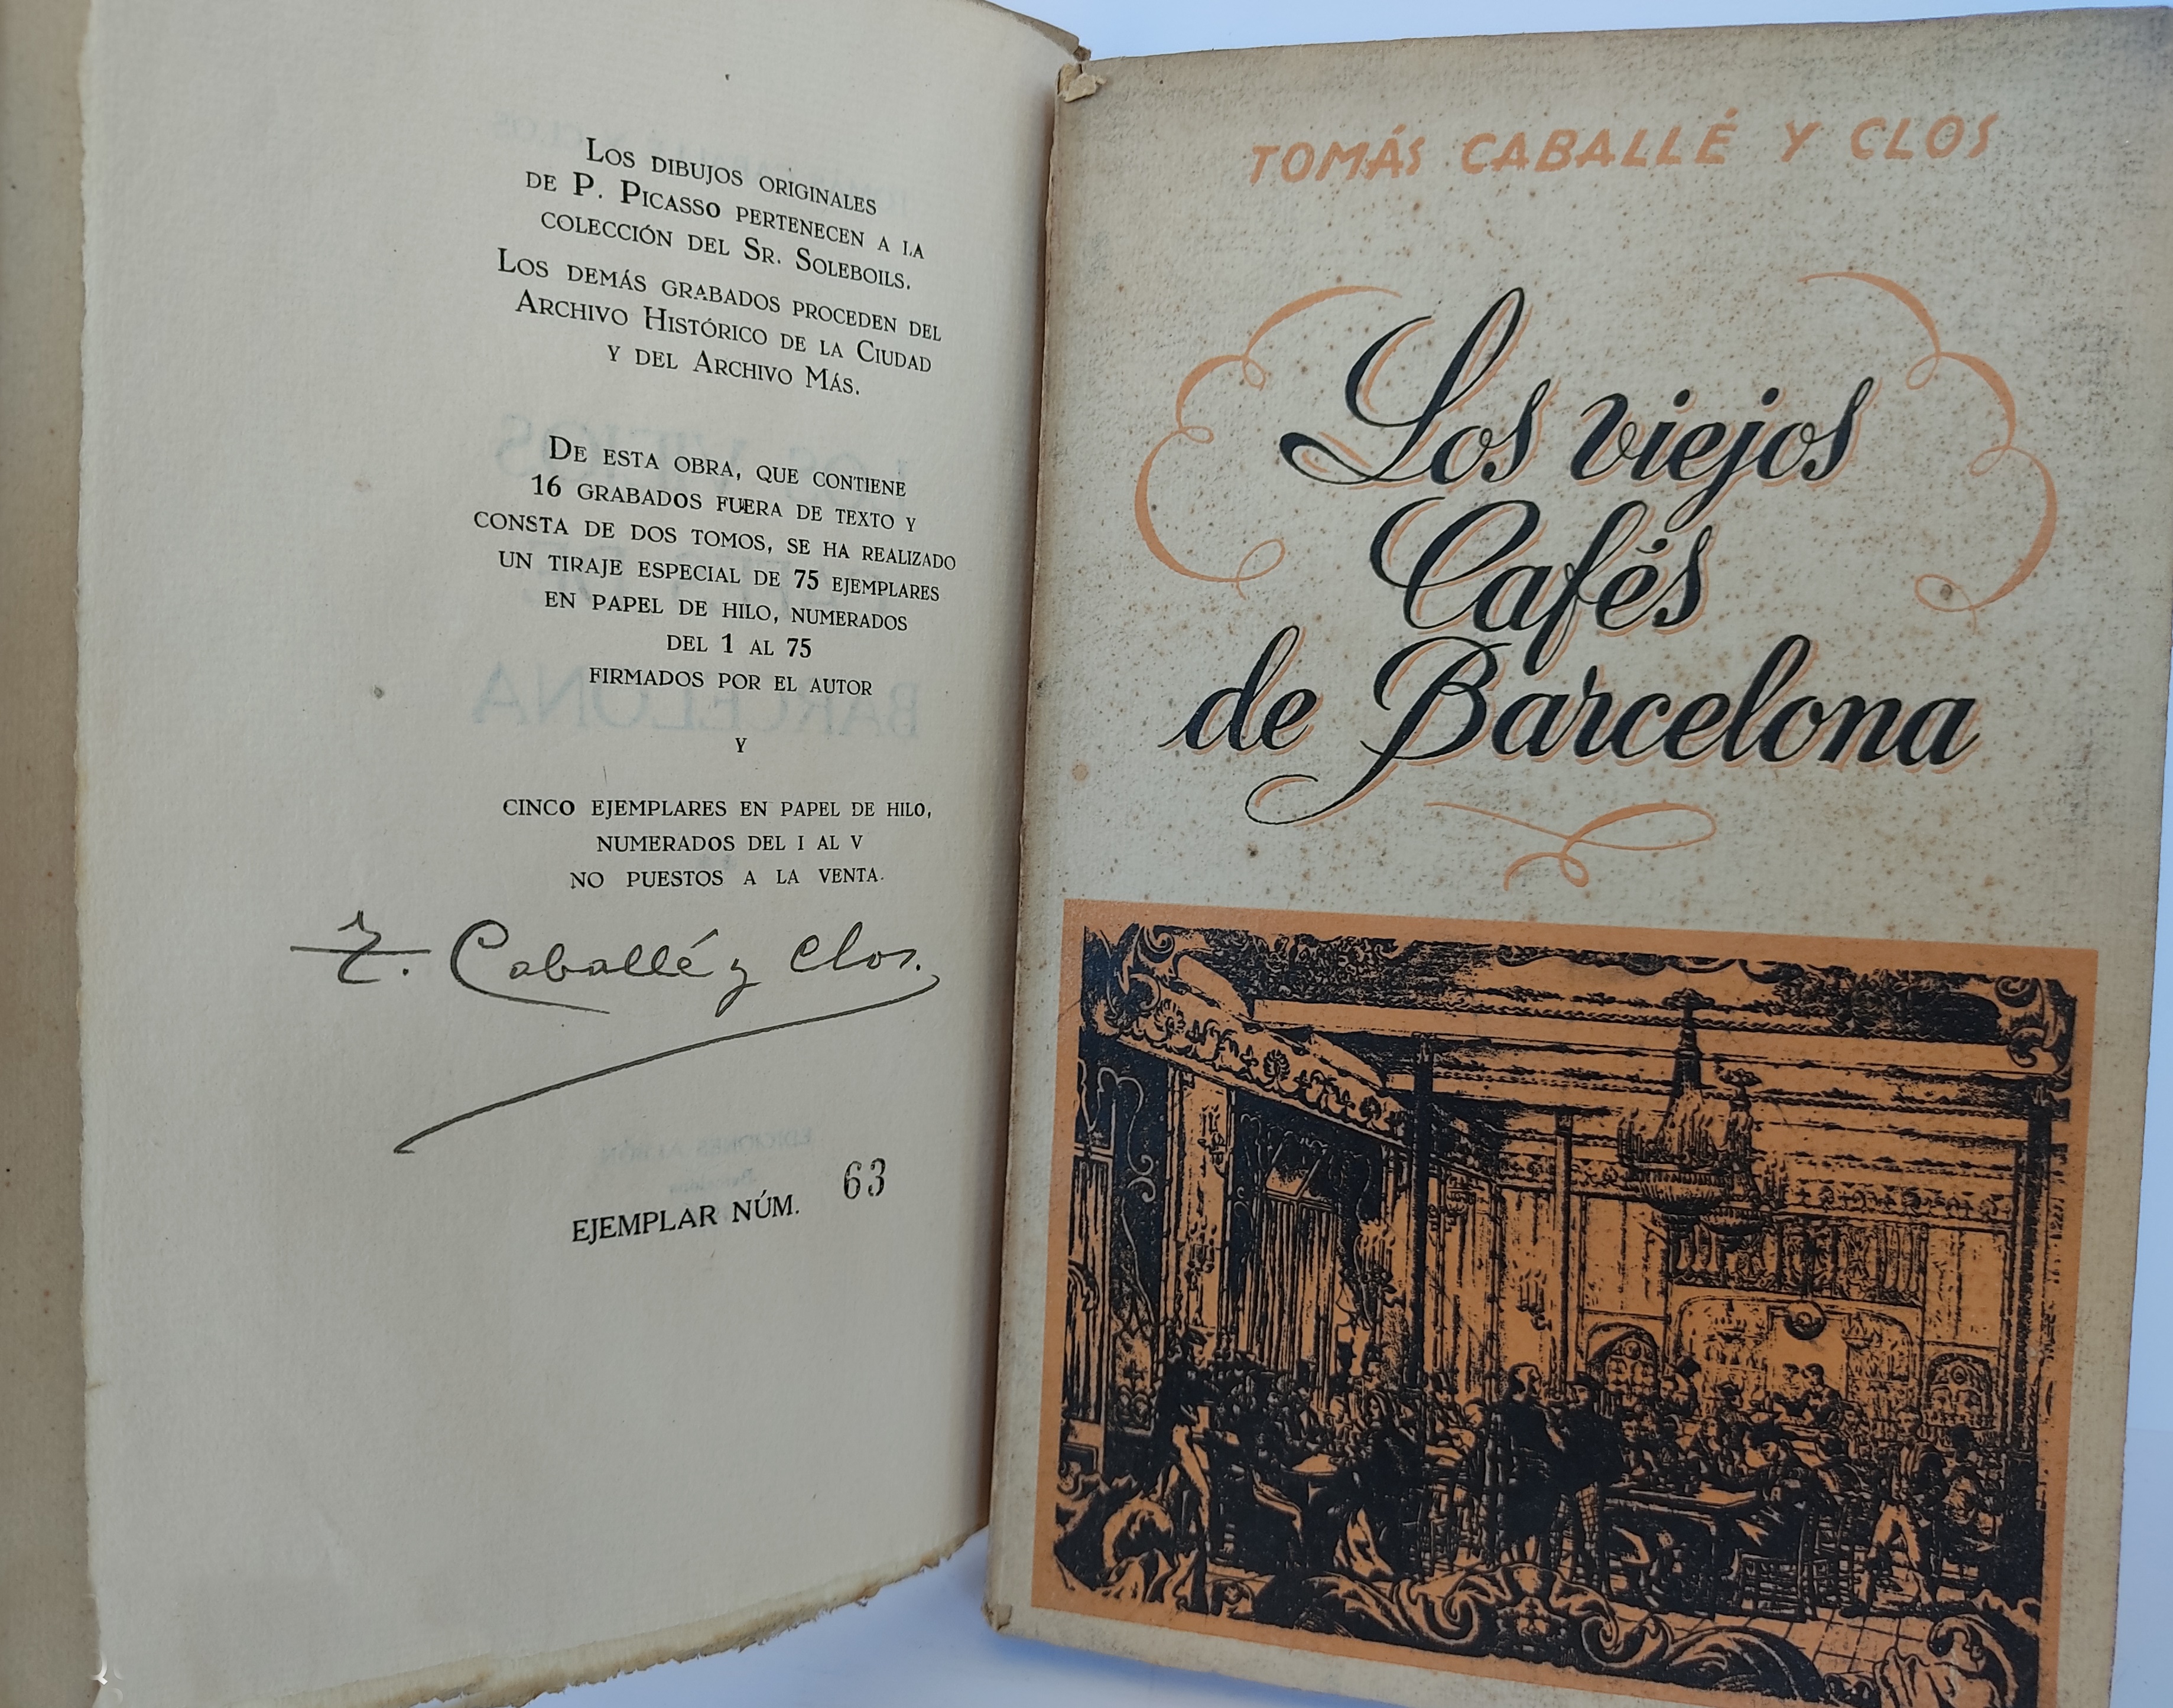 Los dibujos originales
de P. Picasso pertenecen a la
colección del Sr. Soleboils.
Los demás grabados proceden del
Archivo Histórico de la Ciudad
y del Archivo Más.
De esta obra, que contiene
16 grabados fuera de texto y
consta de dos tomos, se ha realizado
un tiraje especial de 75 ejemplares
en papel de hilo, numerados
del 1 al 75
firmados por el autor
y
cinco ejemplares en papel de hilo,
numerados del I al V
no puestos a la venta.
T. Caballé y Clos.
EJEMPLAR NÚM. 63
TOMÁS CABALLÉ Y CLOS
Los viejos
Cafés
de Barcelona